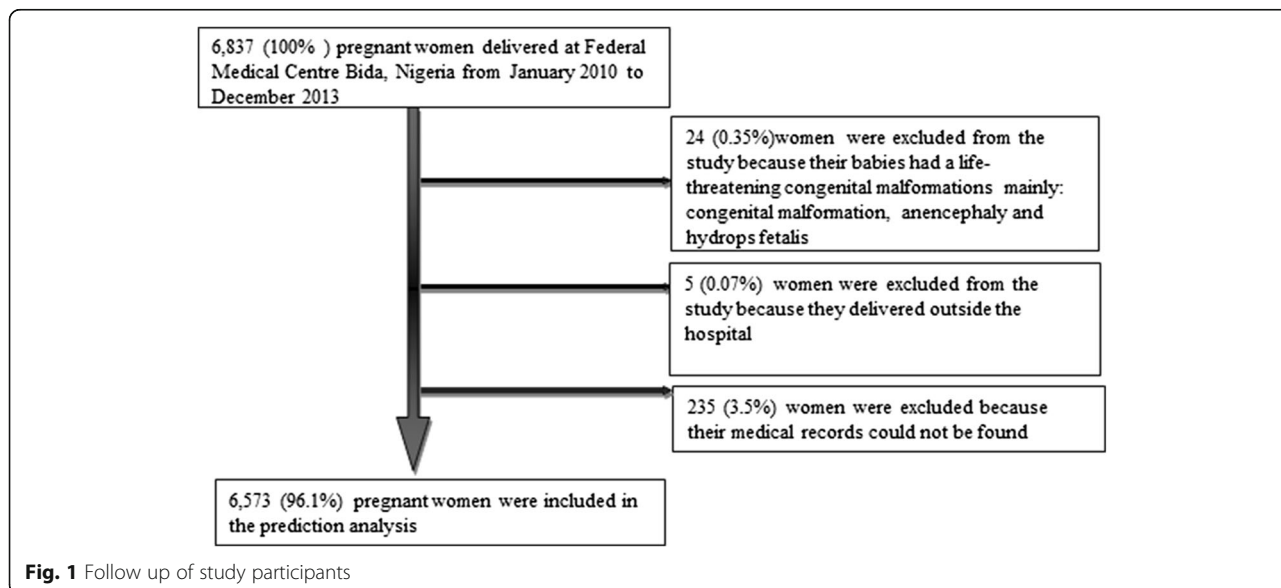 6,837 (100% ) pregnant women delivered at Federal
Medical Centre Bida, Nigeria from January 2010 to
December 2013
24 (0.35%)women were excluded from the
study because their babies had a life-
threatening congenital malformations mainly:
congenital malformation, anencephaly and
hydrops fetalis
5 (0.07%) women were excluded from the
study because they delivered outside the
hospital
235 (3.5%) women were excluded because
their medical records could not be found
6,573 (96.1%) pregnant women were included in
the prediction analysis
Fig. 1 Follow up of study participants